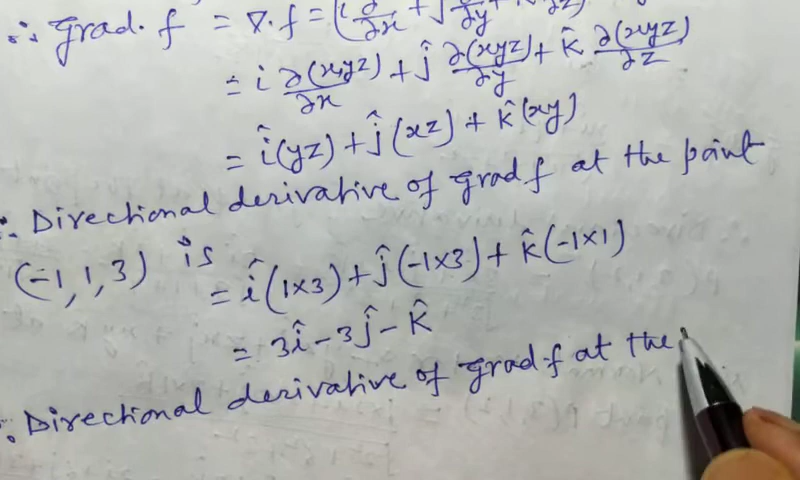 ∴ grad. f = ∇. f = (i ∂/∂x + j ∂/∂y +
= i ∂(xyz)/∂x + ĵ ∂(xyz)/∂y + k̂ ∂(xyz)/∂z
= î(yz) + ĵ(xz) + k̂(xy)
∴ Directional derivative of grad f at the point
(-1, 1, 3) is
= î(1×3) + ĵ(-1×3) + k̂(-1×1)
= 3î - 3ĵ - k̂
∴ Directional derivative of grad f at the